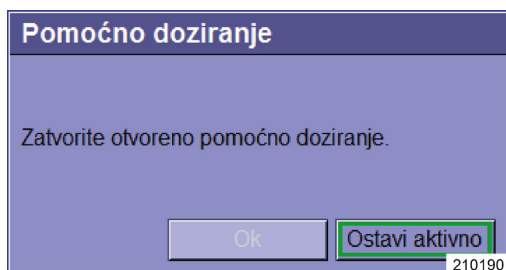 Pomoćno doziranje
Zatvorite otvoreno pomoćno doziranje.
Ok
Ostavi aktivno
210190